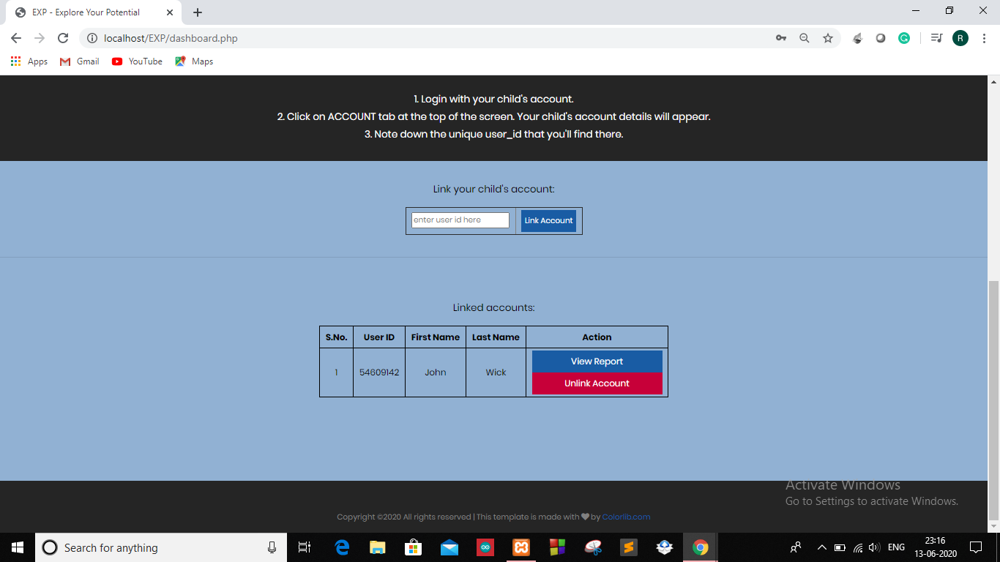 EXP - Explore Your Potential
localhost/EXP/dashboard.php
R
Apps Gmail YouTube Maps
1. Login with your child's account.
2. Click on ACCOUNT tab at the top of the screen. Your child's account details will appear.
3. Note down the unique user_id that you'll find there.
Link your child's account:
enter user id here Link Account
Linked accounts:
S.No. User ID First Name Last Name Action
1 54609142 John Wick View Report
Unlink Account
Activate Windows
Go to Settings to activate Windows.
Copyright ©2020 All rights reserved | This template is made with ♥ by Colorlib.com
Search for anything
ENG
23:16
13-06-2020